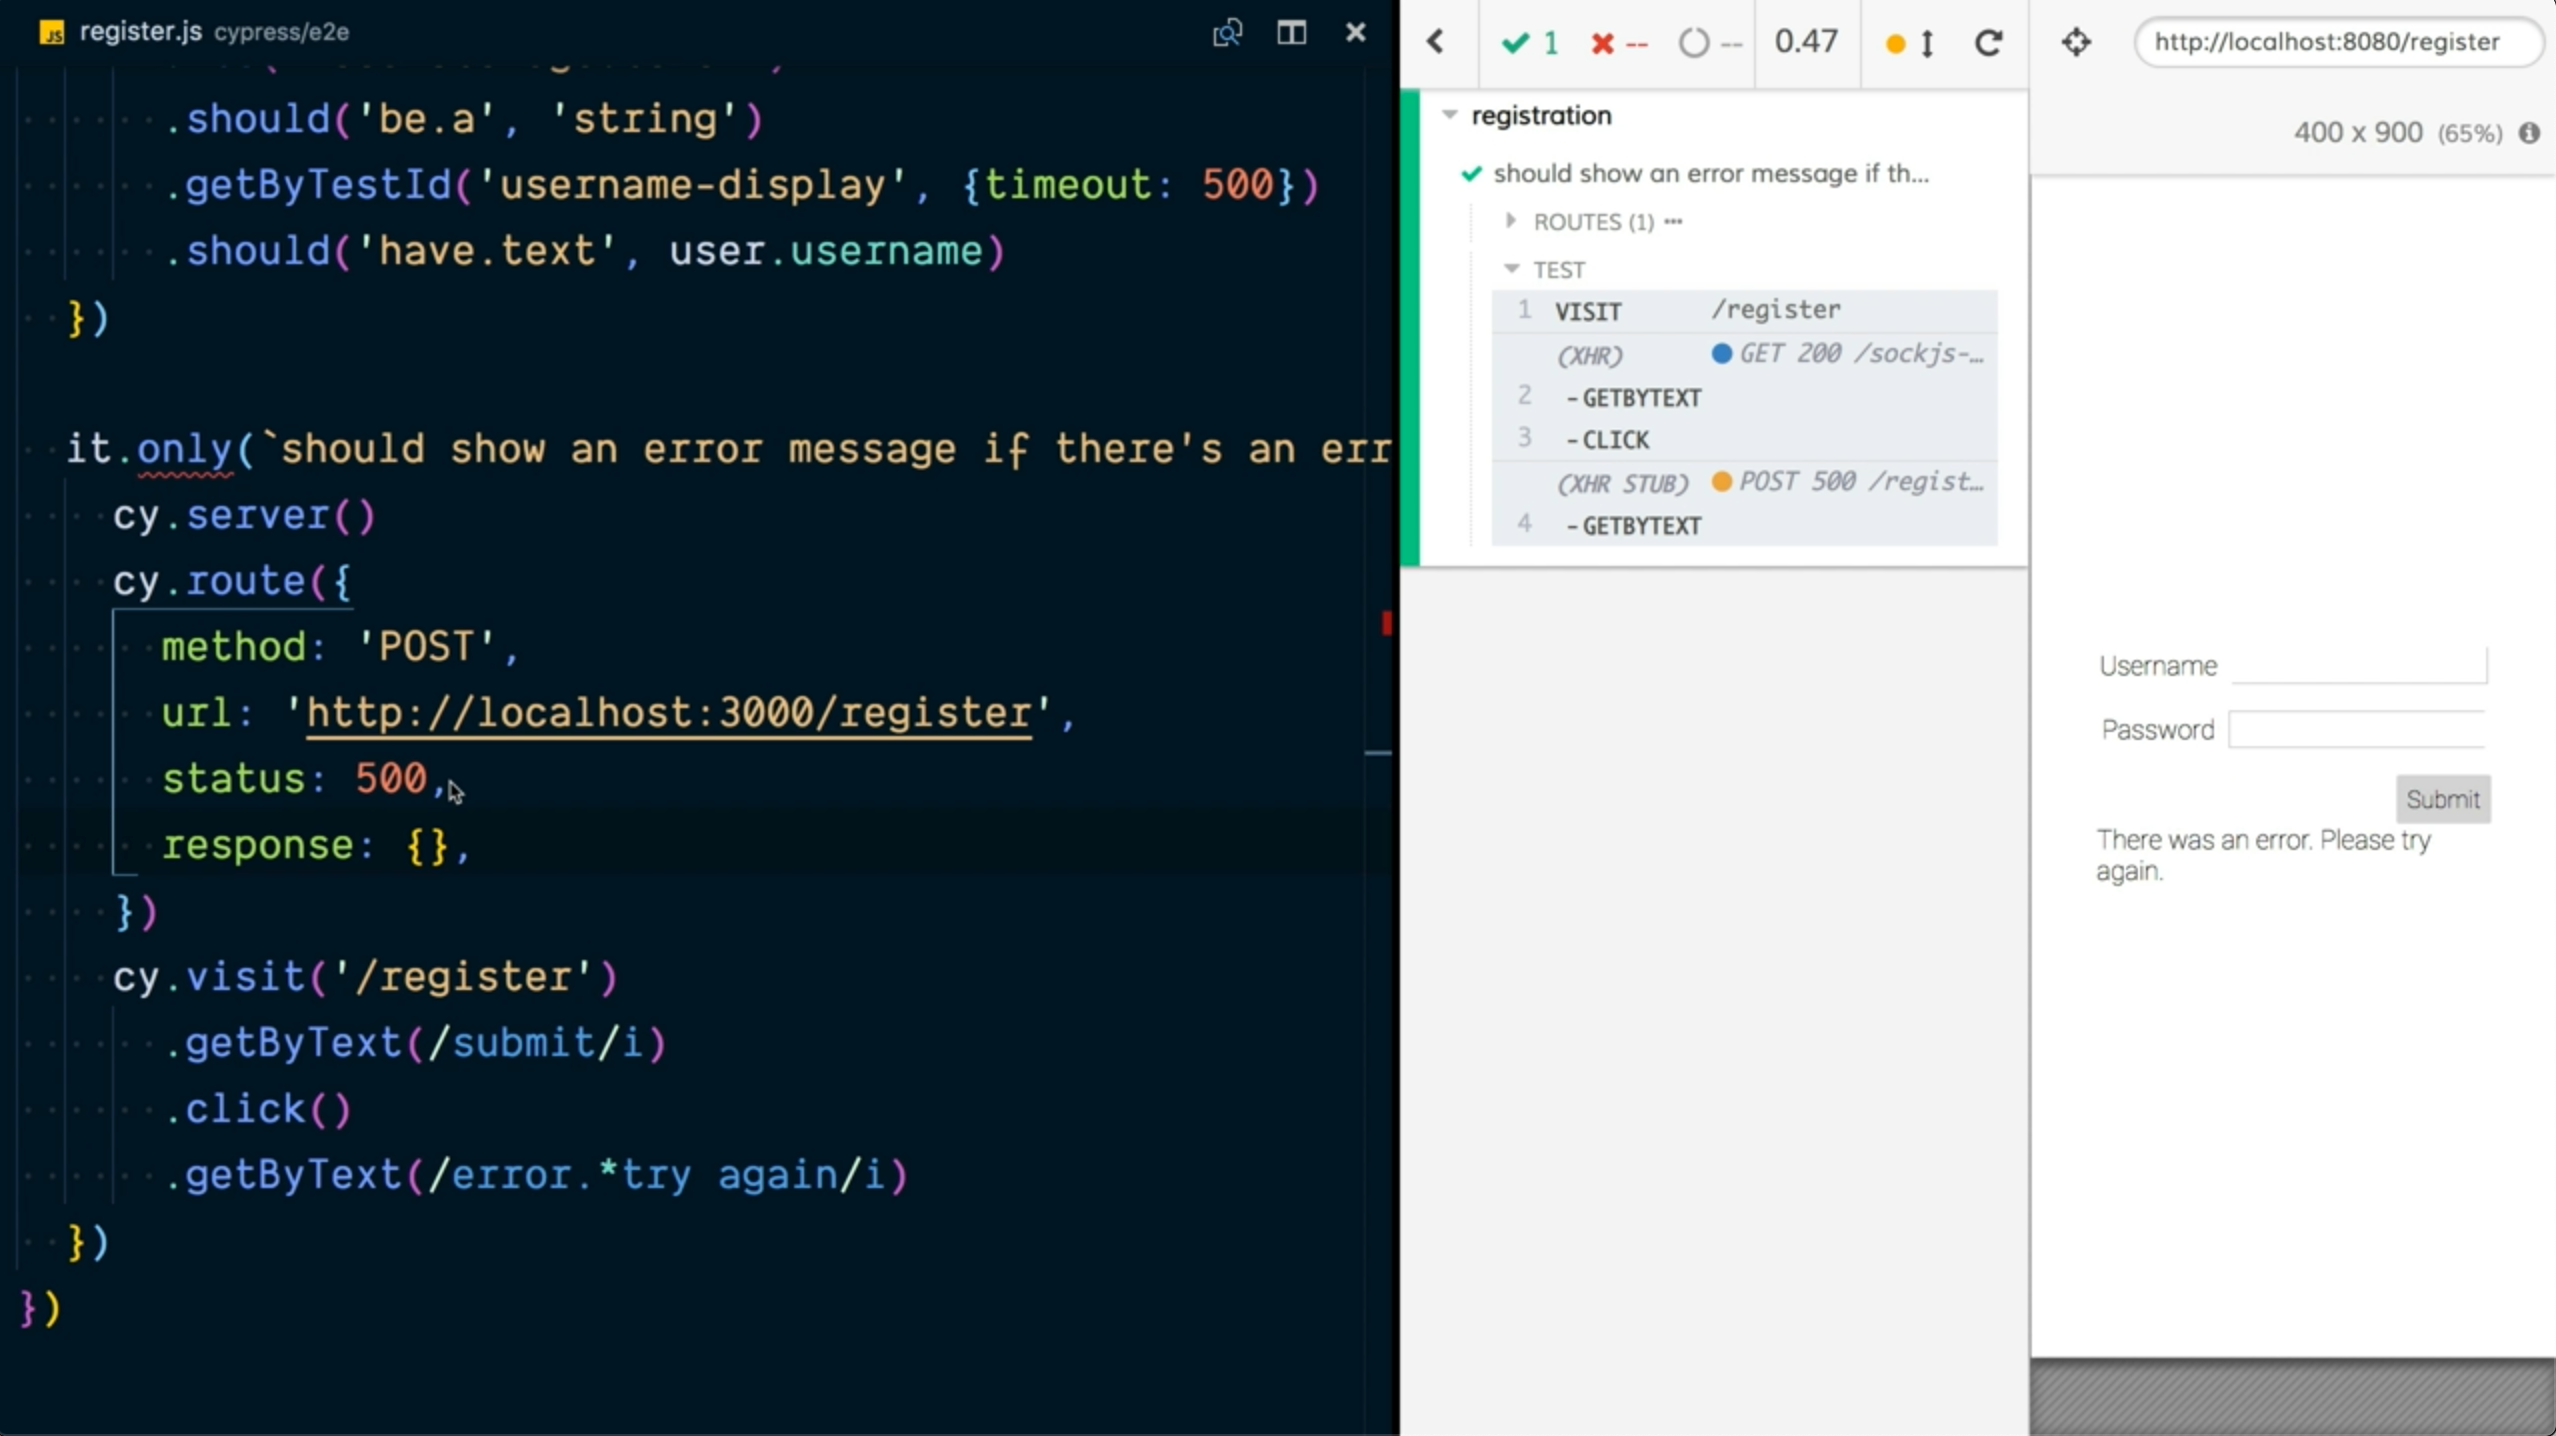 register.js cypress/e2e
.should('be.a', 'string')
.getByTestId('username-display', {timeout: 500})
.should('have.text', user.username)
})
it.only(`should show an error message if there's an err
cy.server()
cy.route({
method: 'POST',
url: 'http://localhost:3000/register',
status: 500,
response: {},
})
cy.visit('/register')
.getByText(/submit/i)
.click()
.getByText(/error.*try again/i)
})
})
1 -- -- 0.47
registration
should show an error message if th...
ROUTES (1)
TEST
1 VISIT /register
(XHR) GET 200 /sockjs-...
2 -GETBYTEXT
3 -CLICK
(XHR STUB) POST 500 /regist...
4 -GETBYTEXT
http://localhost:8080/register
400 x 900 (65%)
Username
Password
Submit
There was an error. Please try
again.